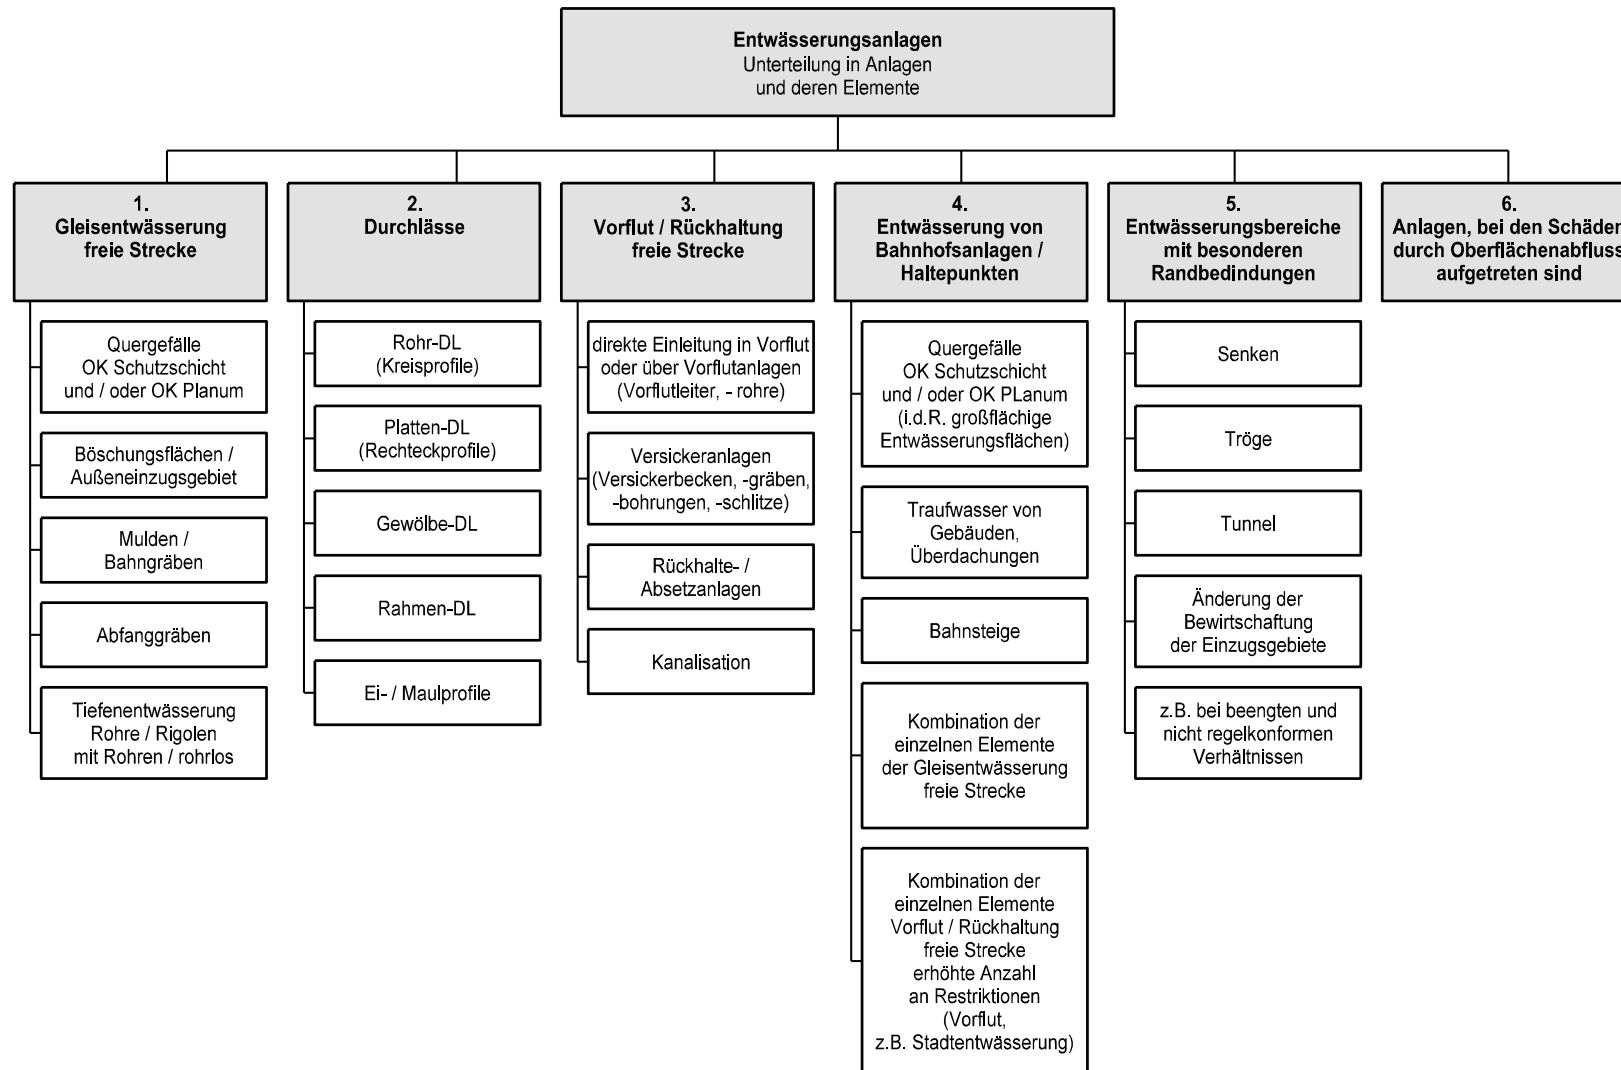 Entwässerungsanlagen
Unterteilung in Anlagen
und deren Elemente
1.
Gleisentwässerung
freie Strecke
Quergefälle
OK Schutzschicht
und / oder OK Planum
Böschungsflächen /
Außeneinzugsgebiet
Mulden /
Bahngräben
Abfanggräben
Tiefenentwässerung
Rohre / Rigolen
mit Rohren / rohrlos
2.
Durchlässe
Rohr-DL
(Kreisprofile)
Platten-DL
(Rechteckprofile)
Gewölbe-DL
Rahmen-DL
Ei- / Maulprofile
3.
Vorflut / Rückhaltung
freie Strecke
direkte Einleitung in Vorflut
oder über Vorflutanlagen
(Vorflutleiter, - rohre)
Versickeranlagen
(Versickerbecken, -gräben,
-bohrungen, -schlitze)
Rückhalte- /
Absetzanlagen
Kanalisation
4.
Entwässerung von
Bahnhofsanlagen /
Haltepunkten
Quergefälle
OK Schutzschicht
und / oder OK PLanum
(i.d.R. großflächige
Entwässerungsflächen)
Traufwasser von
Gebäuden,
Überdachungen
Bahnsteige
Kombination der
einzelnen Elemente
der Gleisentwässerung
freie Strecke
Kombination der
einzelnen Elemente
Vorflut / Rückhaltung
freie Strecke
erhöhte Anzahl
an Restriktionen
(Vorflut,
z.B. Stadtentwässerung)
5.
Entwässerungsbereiche
mit besonderen
Randbedingungen
Senken
Tröge
Tunnel
Änderung der
Bewirtschaftung
der Einzugsgebiete
z.B. bei beengten und
nicht regelkonformen
Verhältnissen
6.
Anlagen, bei den Schäden
durch Oberflächenabfluss
aufgetreten sind